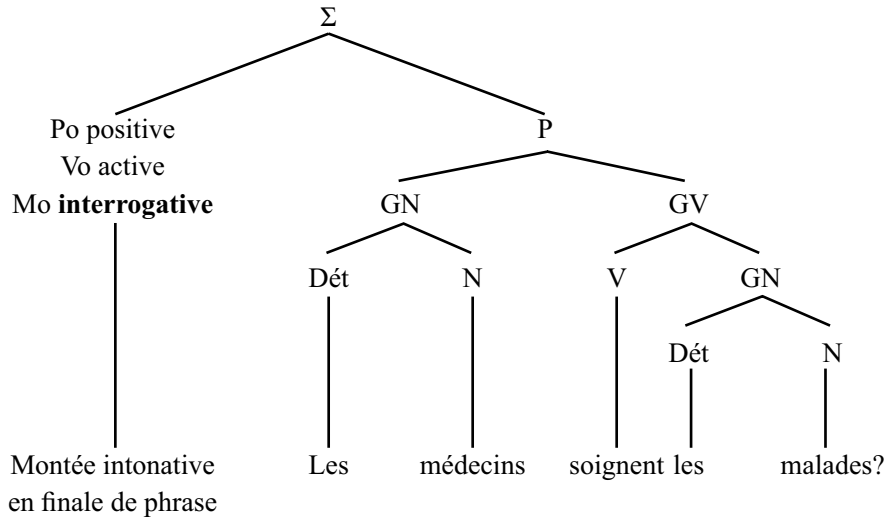 Σ
Po positive
P
Vo active
Mo interrogative
GN
GV
Dét
N
V
GN
Dét
N
Montée intonative
Les
médecins
soignent
les
malades?
en finale de phrase